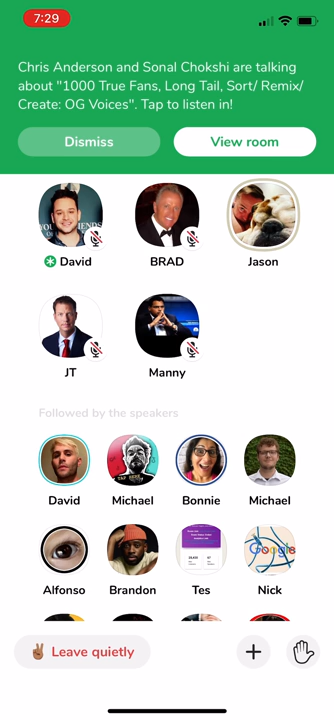 7:29
Chris Anderson and Sonal Chokshi are talking
about "1000 True Fans, Long Tail, Sort/ Remix/
Create: OG Voices". Tap to listen in!
Dismiss View room
David BRAD Jason
JT Manny
Followed by the speakers
David Michael Bonnie Michael
Google
Alfonso Brandon Tes Nick
✌🏽 Leave quietly +